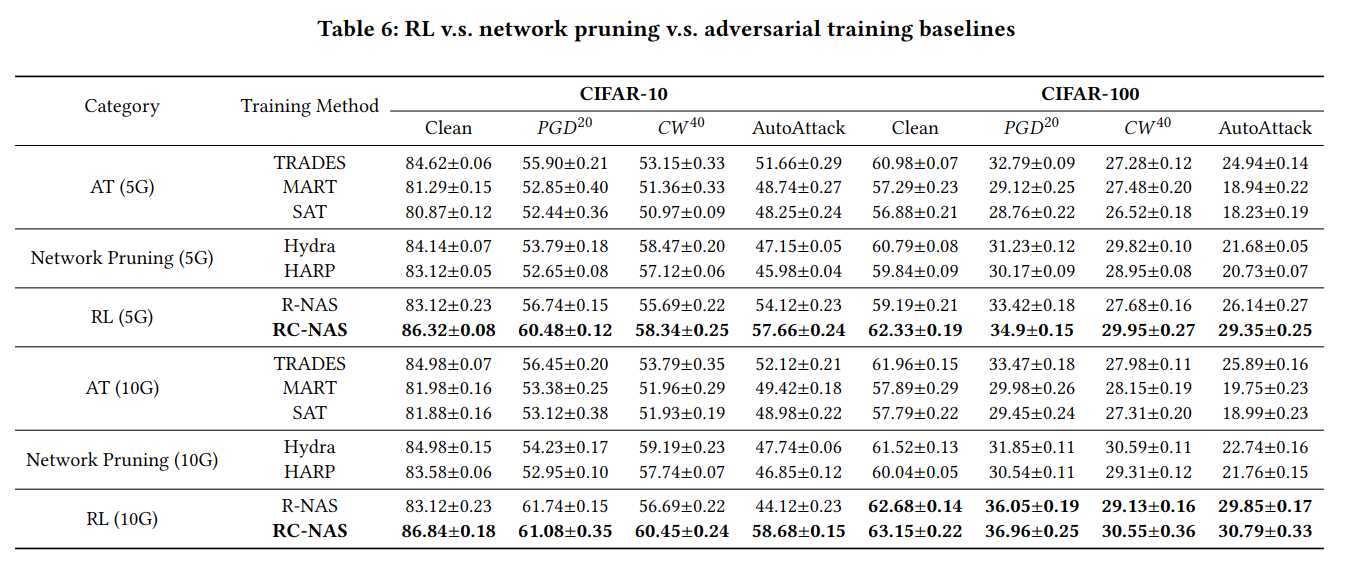 Table 6: RL v.s. network pruning v.s. adversarial training baselines
Category Training Method CIFAR-10 CIFAR-100
Clean PGD^20 CW^40 AutoAttack Clean PGD^20 CW^40 AutoAttack
AT (5G) TRADES 84.62±0.06 55.90±0.21 53.15±0.33 51.66±0.29 60.98±0.07 32.79±0.09 27.28±0.12 24.94±0.14
MART 81.29±0.15 52.85±0.40 51.36±0.33 48.74±0.27 57.29±0.23 29.12±0.25 27.48±0.20 18.94±0.22
SAT 80.87±0.12 52.44±0.36 50.97±0.09 48.25±0.24 56.88±0.21 28.76±0.22 26.52±0.18 18.23±0.19
Network Pruning (5G) Hydra 84.14±0.07 53.79±0.18 58.47±0.20 47.15±0.05 60.79±0.08 31.23±0.12 29.82±0.10 21.68±0.05
HARP 83.12±0.05 52.65±0.08 57.12±0.06 45.98±0.04 59.84±0.09 30.17±0.09 28.95±0.08 20.73±0.07
RL (5G) R-NAS 83.12±0.23 56.74±0.15 55.69±0.22 54.12±0.23 59.19±0.21 33.42±0.18 27.68±0.16 26.14±0.27
RC-NAS 86.32±0.08 60.48±0.12 58.34±0.25 57.66±0.24 62.33±0.19 34.9±0.15 29.95±0.27 29.35±0.25
AT (10G) TRADES 84.98±0.07 56.45±0.20 53.79±0.35 52.12±0.21 61.96±0.15 33.47±0.18 27.98±0.11 25.89±0.16
MART 81.98±0.16 53.38±0.25 51.96±0.29 49.42±0.18 57.89±0.29 29.98±0.26 28.15±0.19 19.75±0.23
SAT 81.88±0.16 53.12±0.38 51.93±0.19 48.98±0.22 57.79±0.22 29.45±0.24 27.31±0.20 18.99±0.23
Network Pruning (10G) Hydra 84.98±0.15 54.23±0.17 59.19±0.23 47.74±0.06 61.52±0.13 31.85±0.11 30.59±0.11 22.74±0.16
HARP 83.58±0.06 52.95±0.10 57.74±0.07 46.85±0.12 60.04±0.05 30.54±0.11 29.31±0.12 21.76±0.15
RL (10G) R-NAS 83.12±0.23 61.74±0.15 56.69±0.22 44.12±0.23 62.68±0.14 36.05±0.19 29.13±0.16 29.85±0.17
RC-NAS 86.84±0.18 61.08±0.35 60.45±0.24 58.68±0.15 63.15±0.22 36.96±0.25 30.55±0.36 30.79±0.33